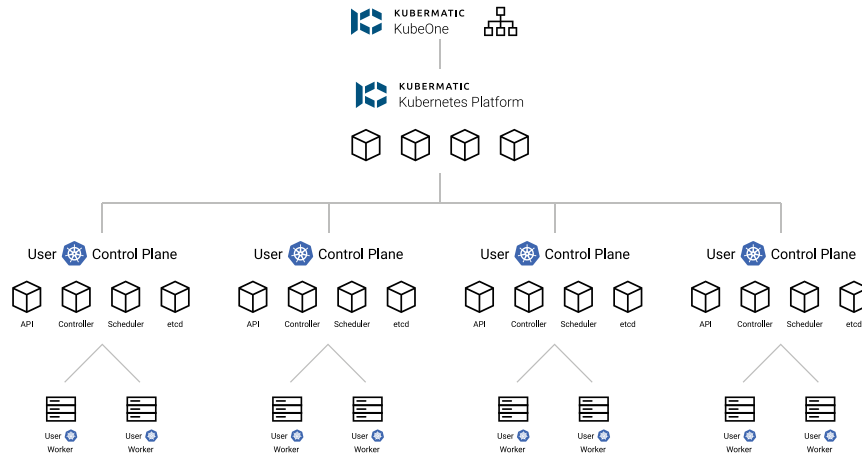 KUBERMATIC
KubeOne
KUBERMATIC
Kubernetes Platform
User Control Plane User Control Plane User Control Plane User Control Plane
API Controller Scheduler etcd API Controller Scheduler etcd API Controller Scheduler etcd API Controller Scheduler etcd
User User User User User User User User
Worker Worker Worker Worker Worker Worker Worker Worker